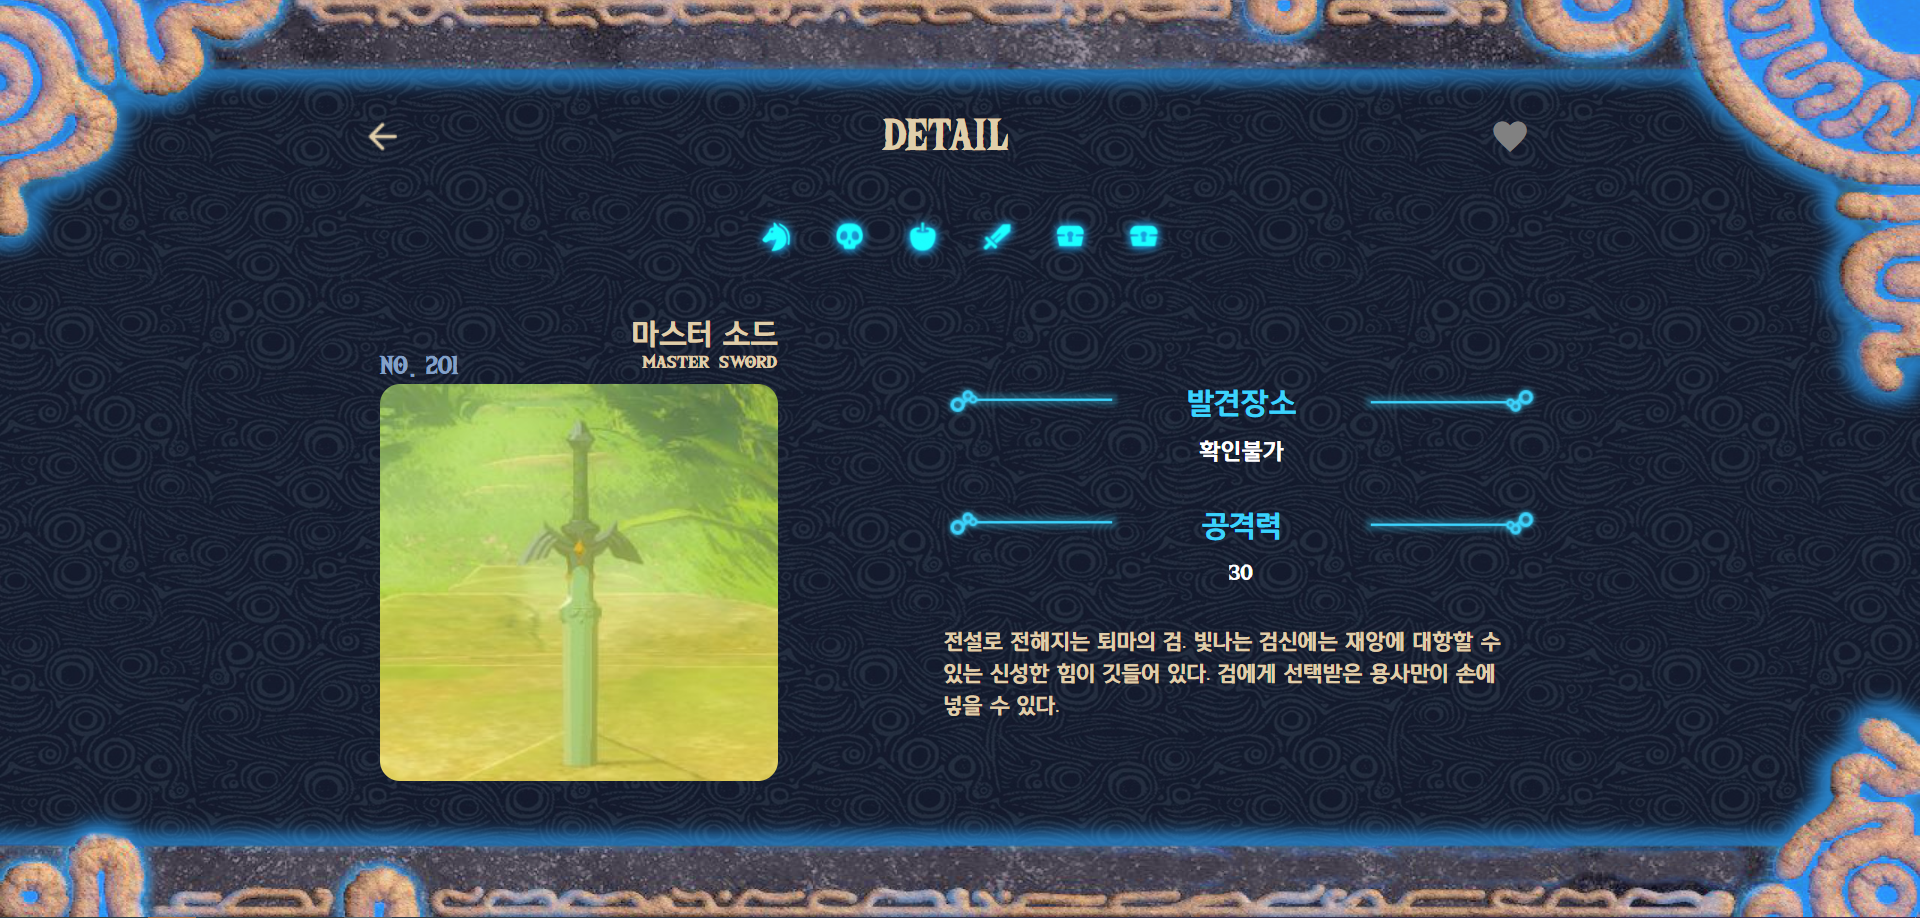 DETAIL
마스터 소드
MASTER SWORD
NO. 201
발견장소
확인불가
공격력
30
전설로 전해지는 퇴마의 검. 빛나는 검신에는 재앙에 대항할 수
있는 신성한 힘이 깃들어 있다. 검에게 선택받은 용사만이 손에
넣을 수 있다.